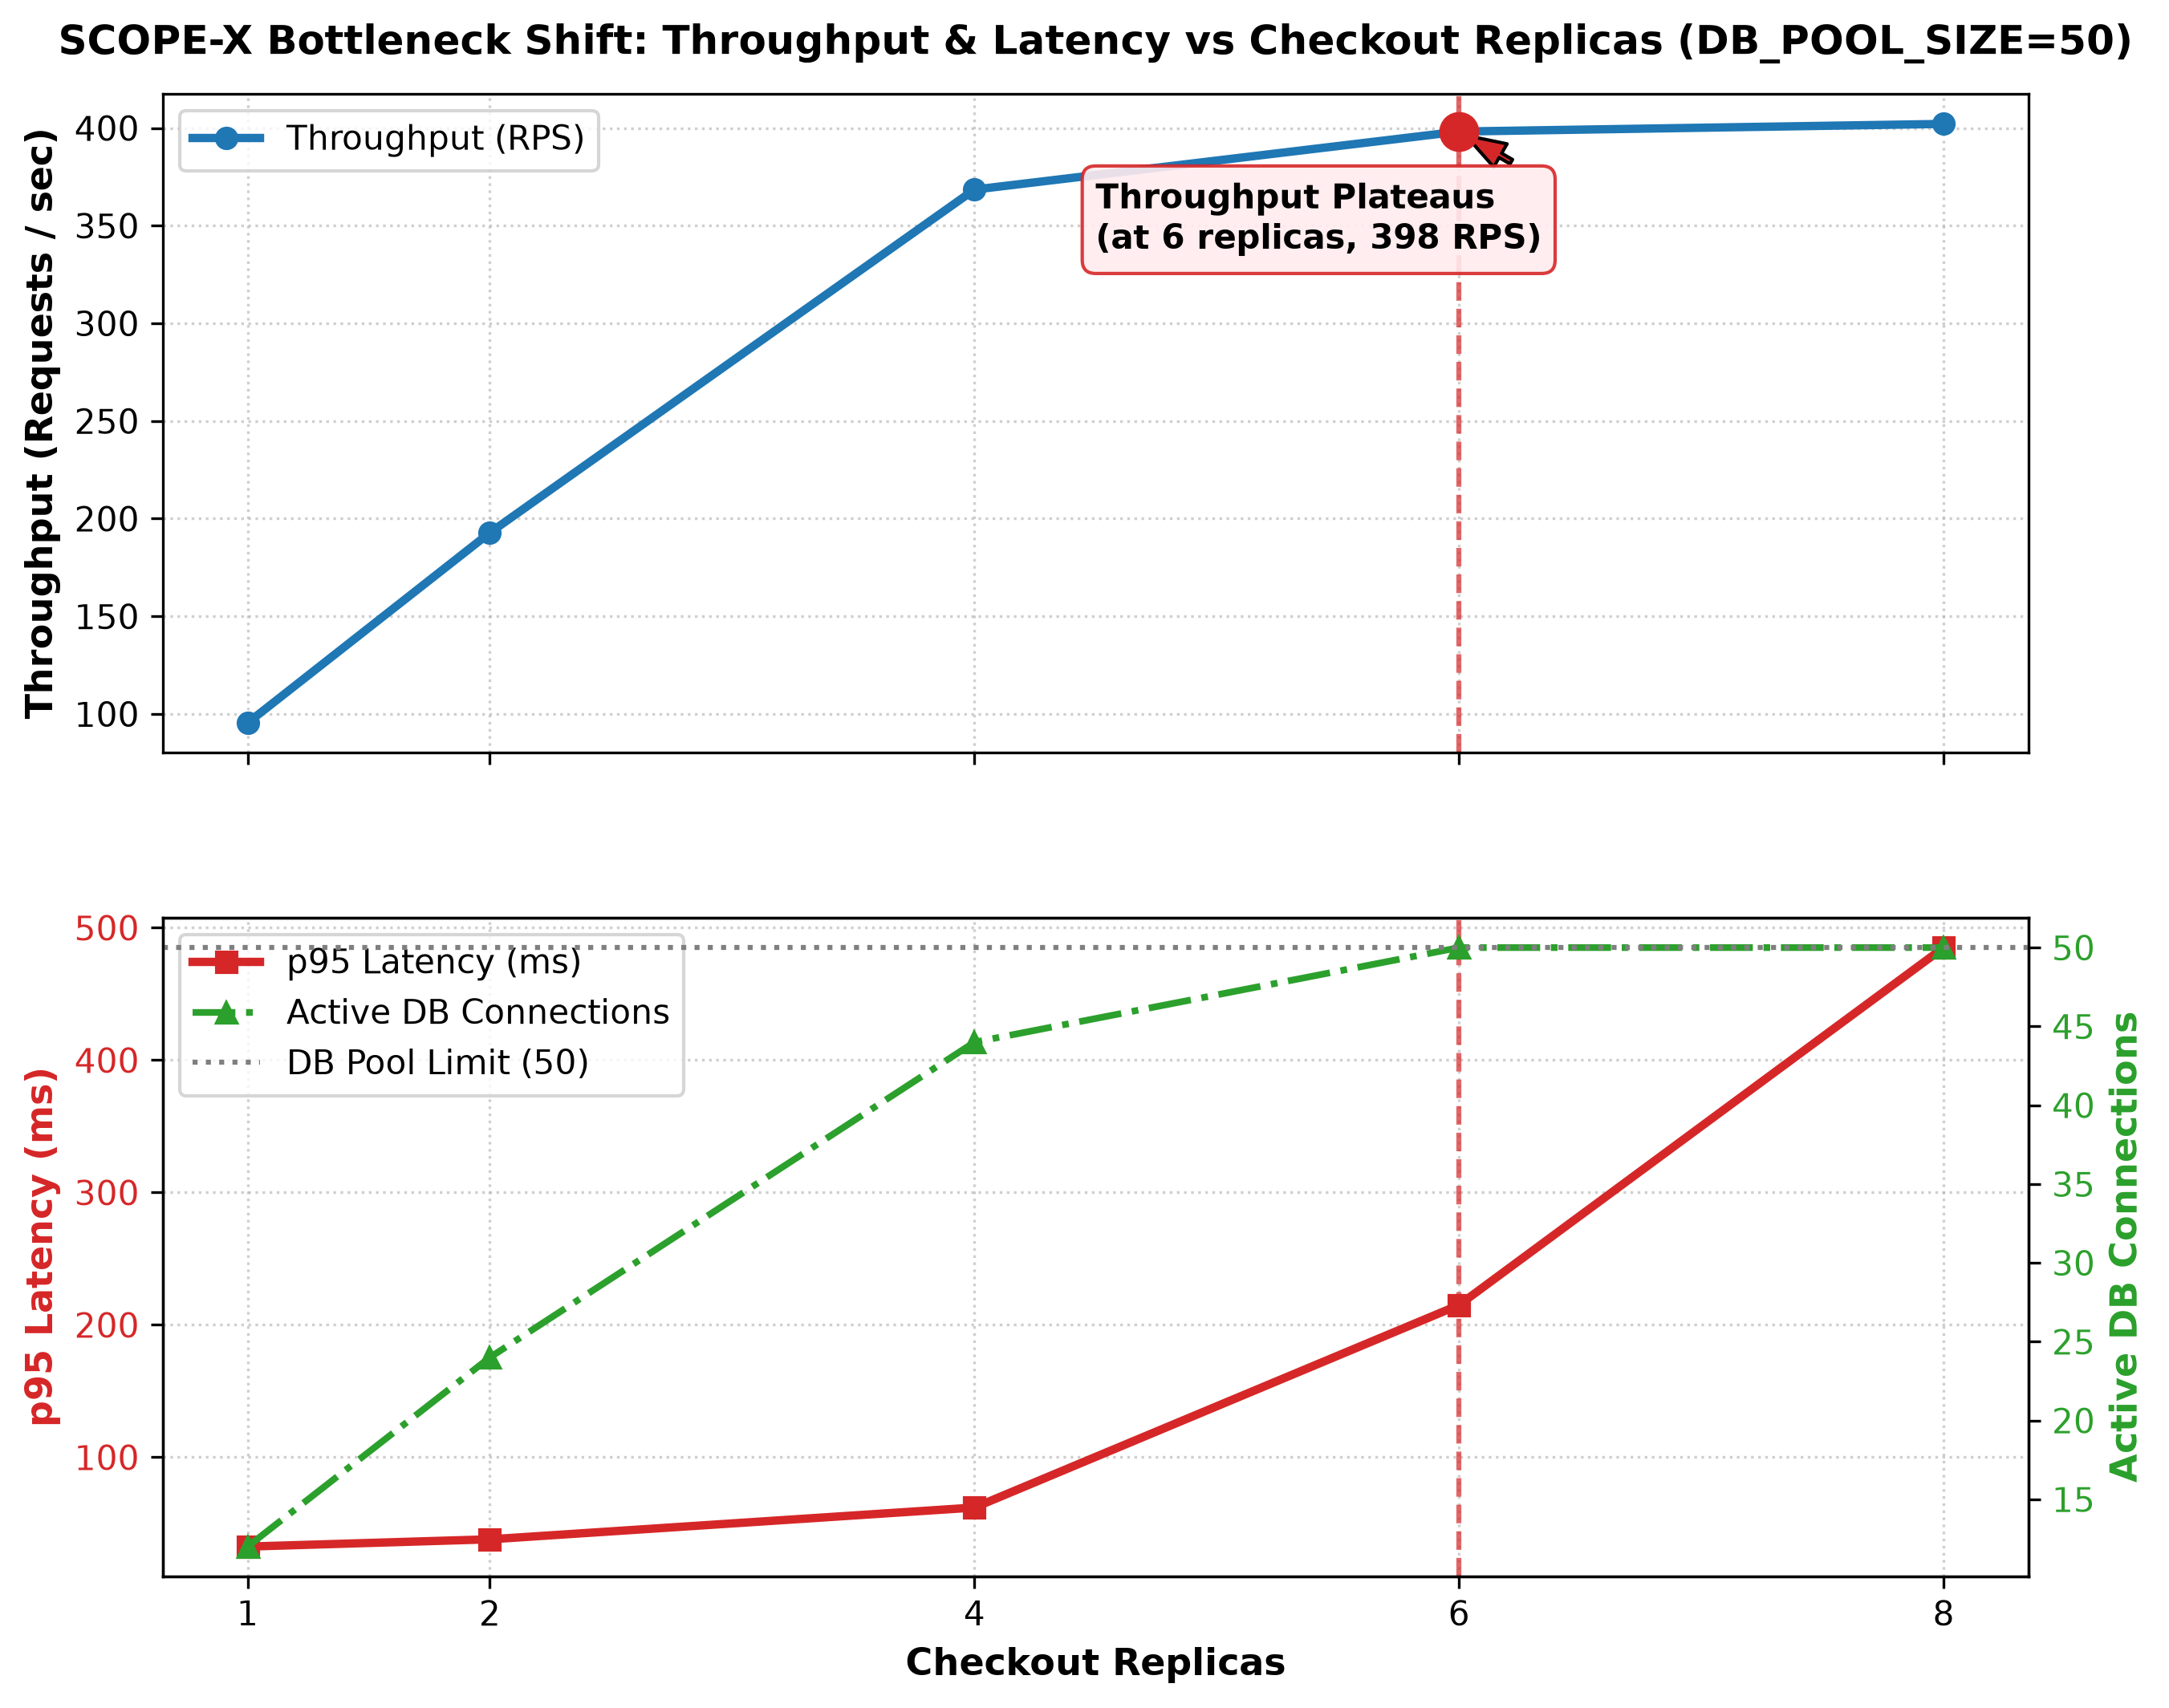 SCOPE-X Bottleneck Shift: Throughput & Latency vs Checkout Replicas (DB_POOL_SIZE=50)
Throughput (Requests / sec)
400
350
300
250
200
150
100
Throughput (RPS)
Throughput Plateaus
(at 6 replicas, 398 RPS)
p95 Latency (ms)
500
400
300
200
100
p95 Latency (ms)
Active DB Connections
DB Pool Limit (50)
50
45
40
35
30
25
20
15
Active DB Connections
1 2 4 6 8
Checkout Replicas